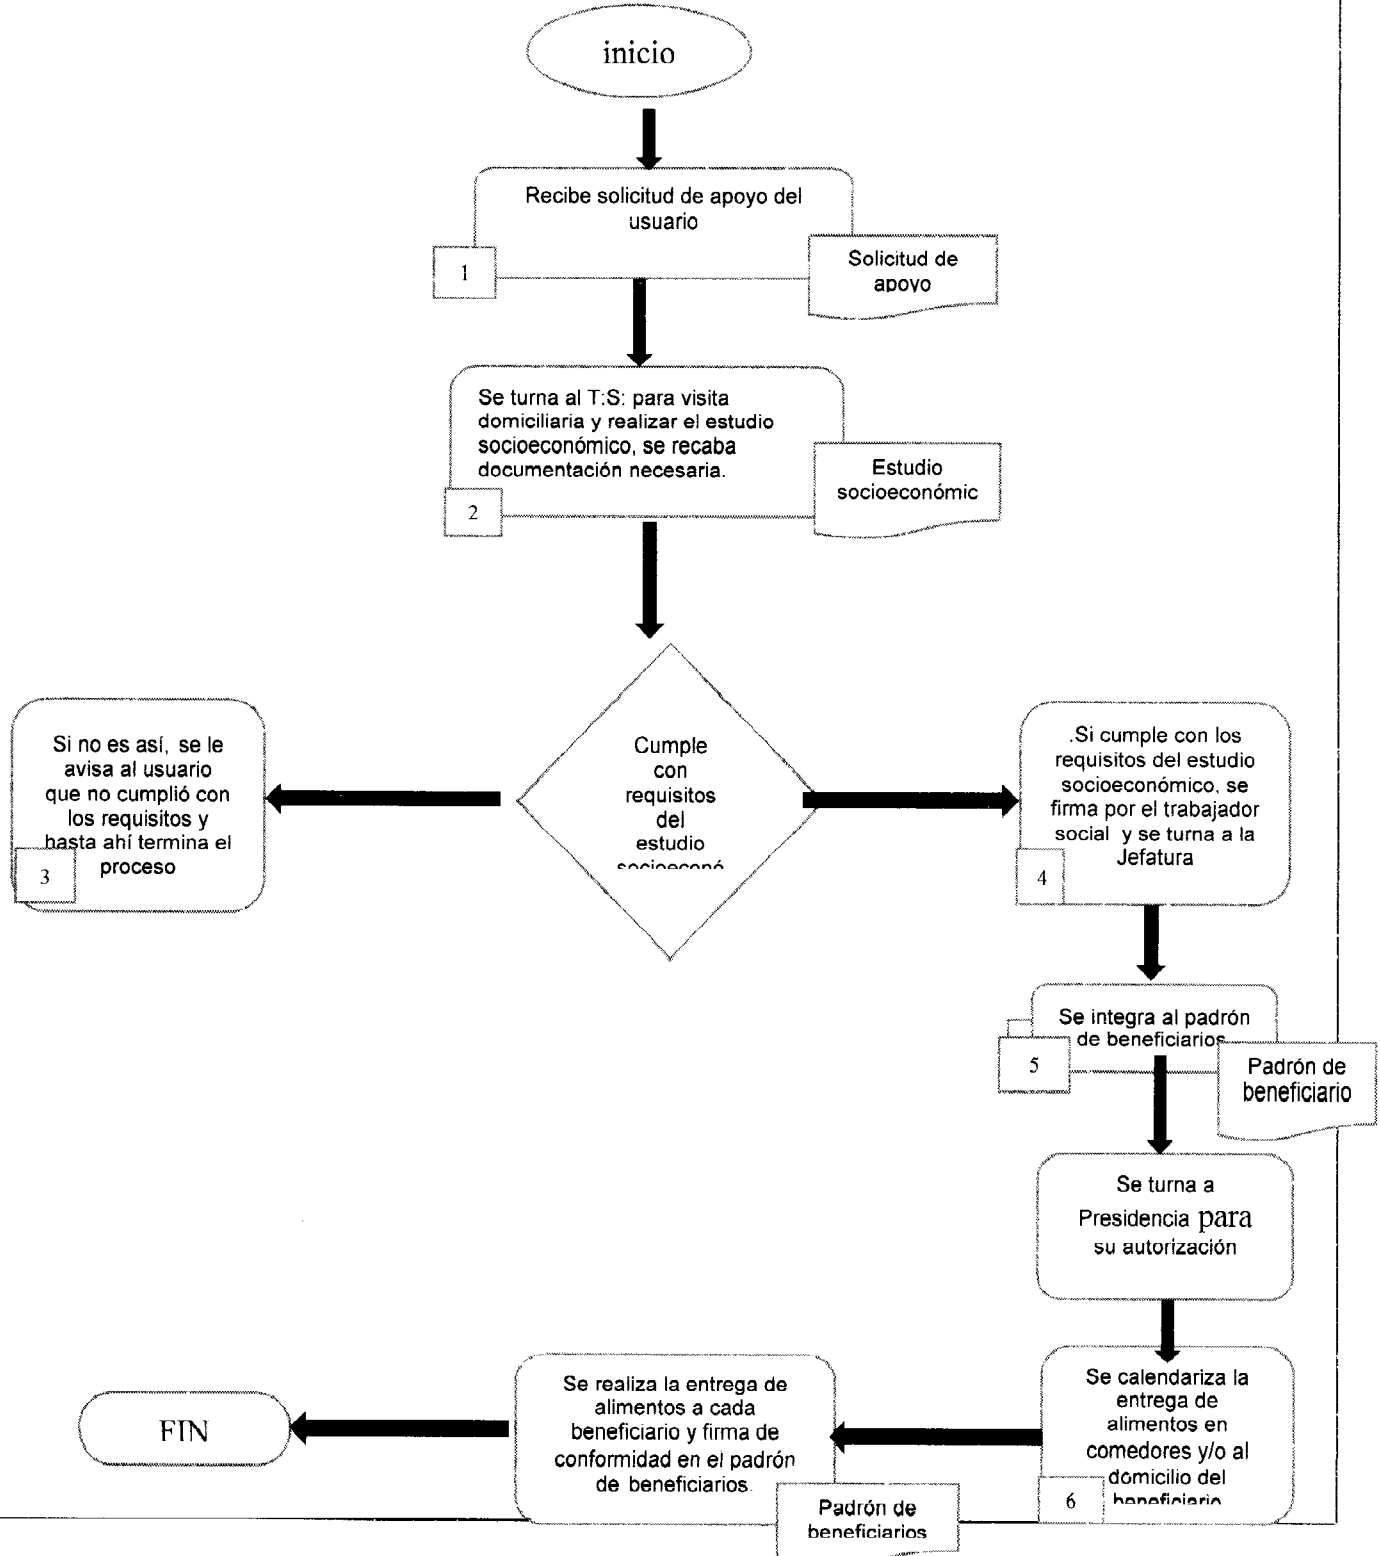 inicio
Recibe solicitud de apoyo del
usuario
1
Solicitud de
apoyo
Se turna al T:S: para visita
domiciliaria y realizar el estudio
socioeconómico, se recaba
documentación necesaria.
2
Estudio
socioeconómic
Cumple
con
requisitos
del
estudio
socioeconó
Si no es así, se le
avisa al usuario
que no cumplió con
los requisitos y
hasta ahí termina el
proceso
3
.Si cumple con los
requisitos del estudio
socioeconómico, se
firma por el trabajador
social y se turna a la
Jefatura
4
Se integra al padrón
de beneficiarios
5
Padrón de
beneficiario
Se turna a
Presidencia para
su autorización
Se calendariza la
entrega de
alimentos en
comedores y/o al
domicilio del
beneficiario
6
Se realiza la entrega de
alimentos a cada
beneficiario y firma de
conformidad en el padrón
de beneficiarios.
Padrón de
beneficiarios
FIN